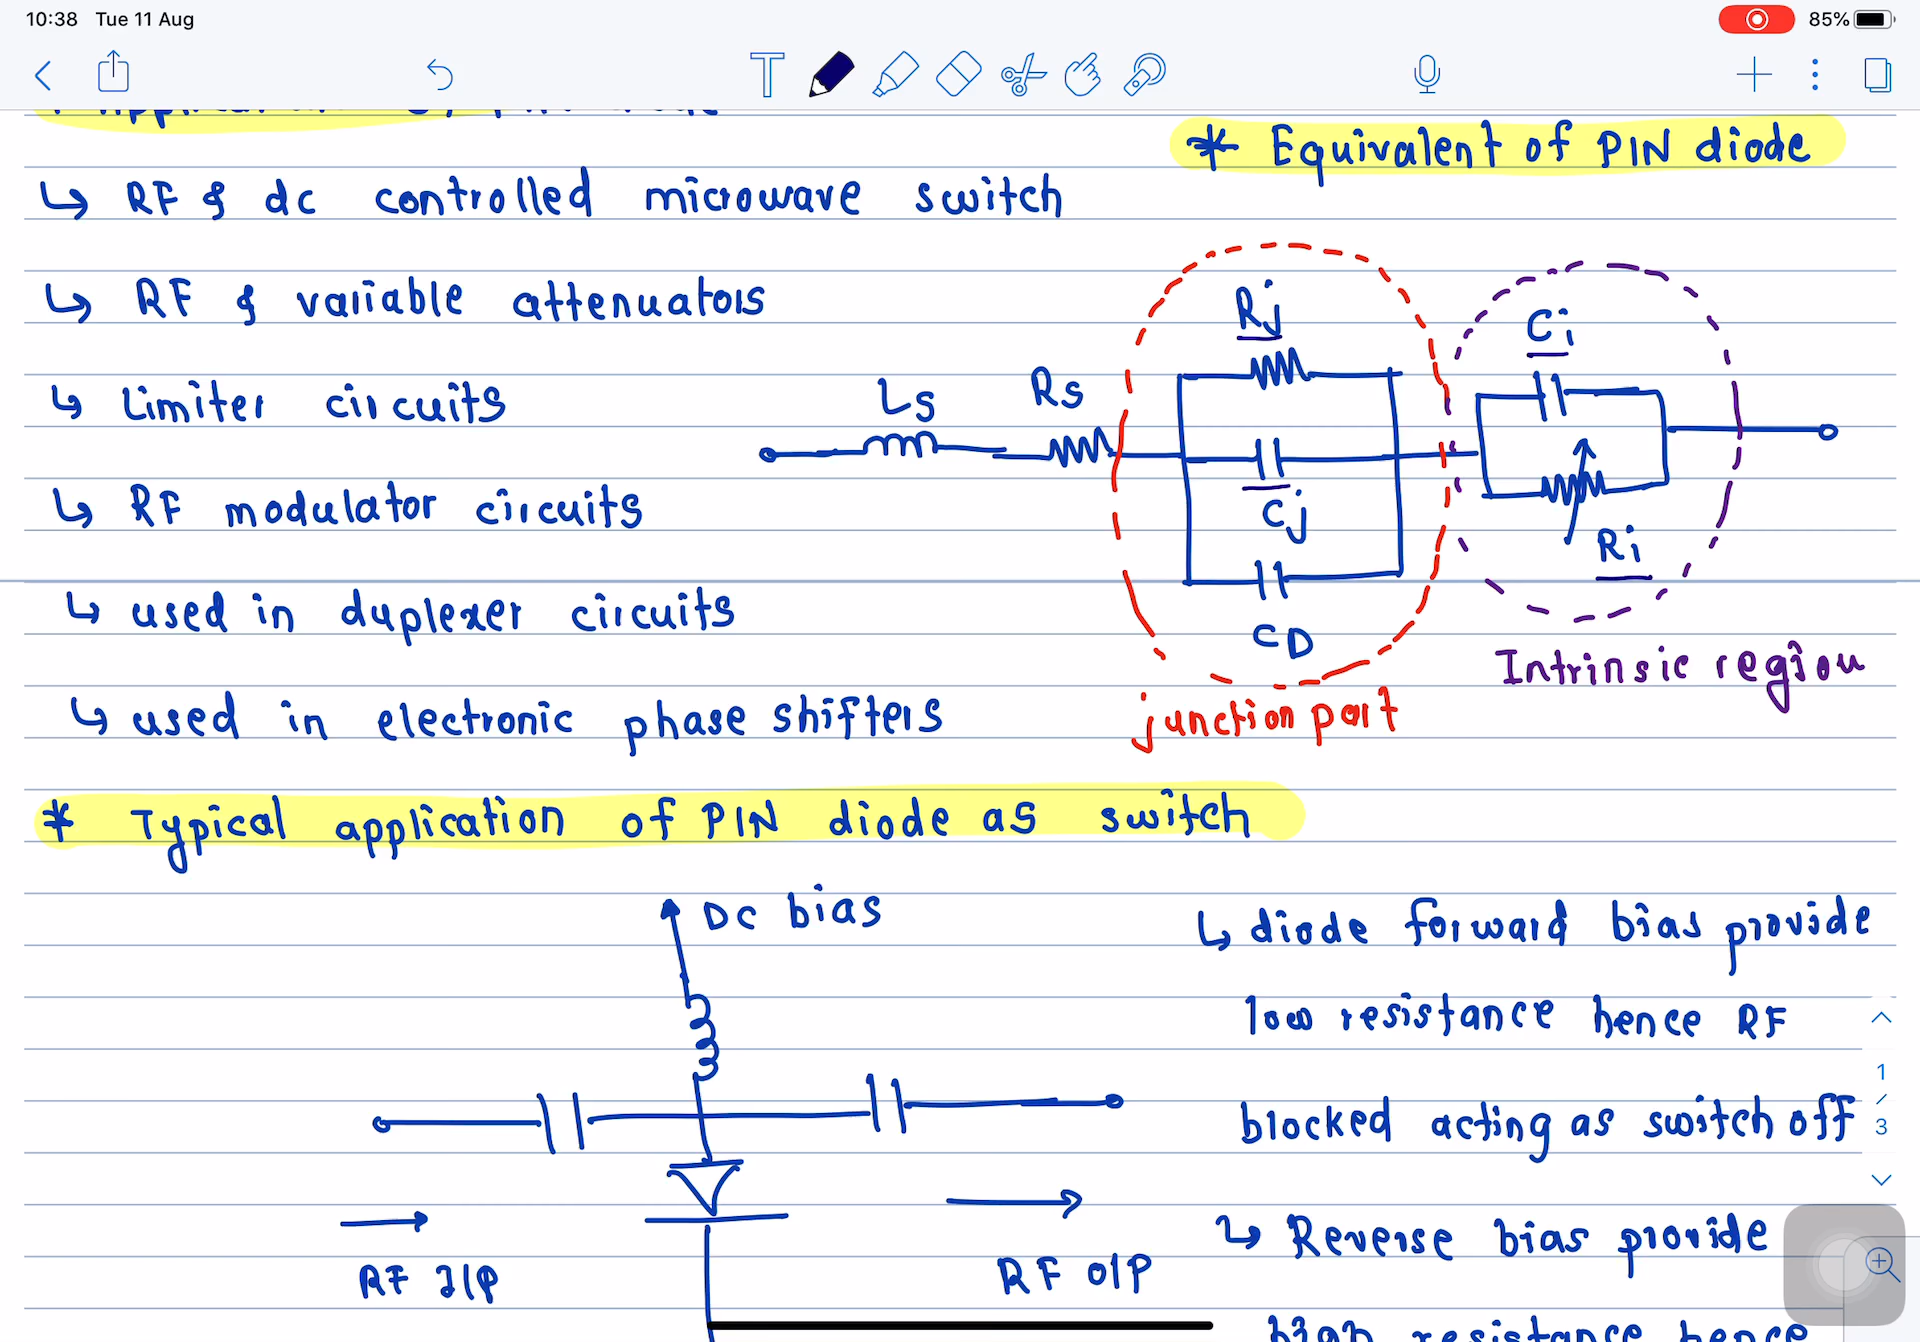 10:38 Tue 11 Aug
85%
T
* Equivalent of PIN diode
↳ RF & dc controlled microwave switch
↳ RF & variable attenuators
↳ Limiter circuits
↳ RF modulator circuits
↳ used in duplexer circuits
↳ used in electronic phase shifters
Ls
Rs
Rj
Cj
CD
Ci
Ri
junction part
Intrinsic region
* Typical application of PIN diode as switch
DC bias
RF I/P
RF O/P
↳ diode forward bias provide
low resistance hence RF
blocked acting as switch off
↳ Reverse bias provide
high resistance hence
1
/
3